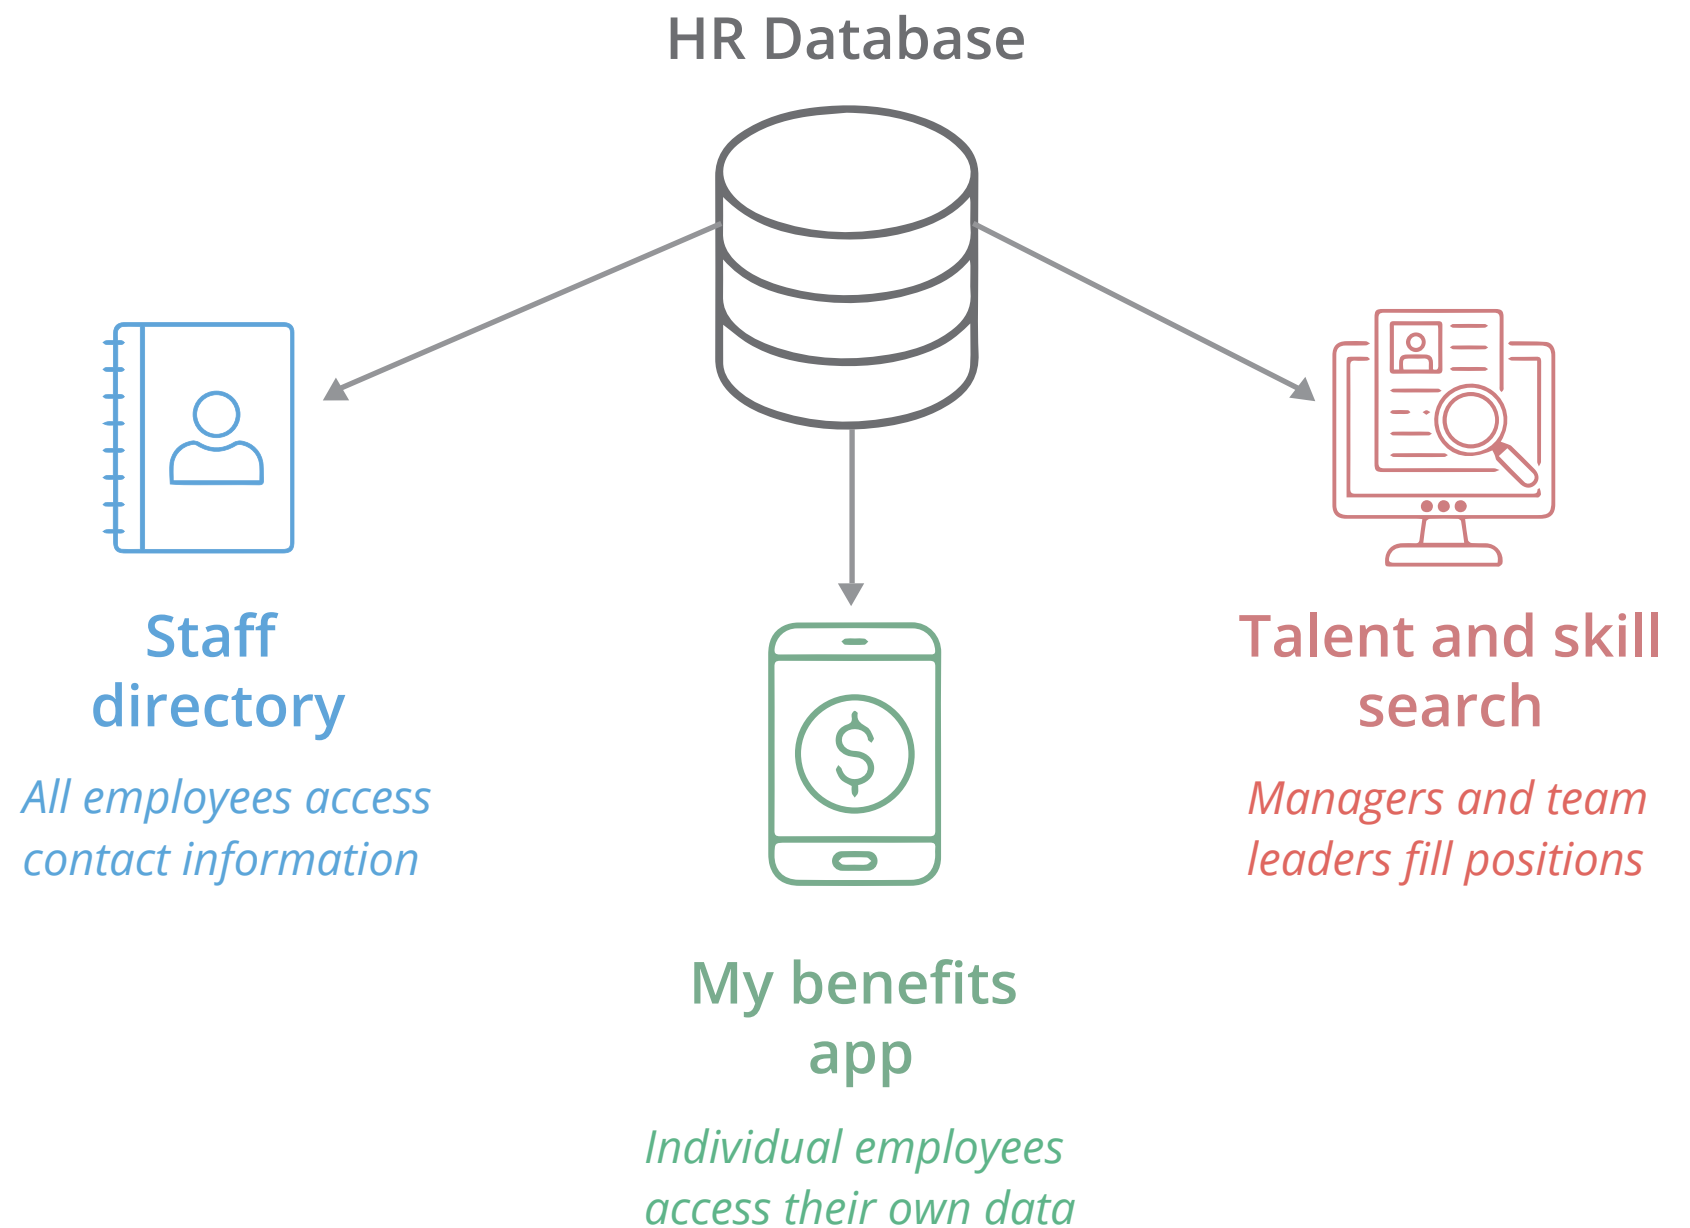 HR Database
Staff
directory
All employees access
contact information
$
My benefits
app
Individual employees
access their own data
Talent and skill
search
Managers and team
leaders fill positions